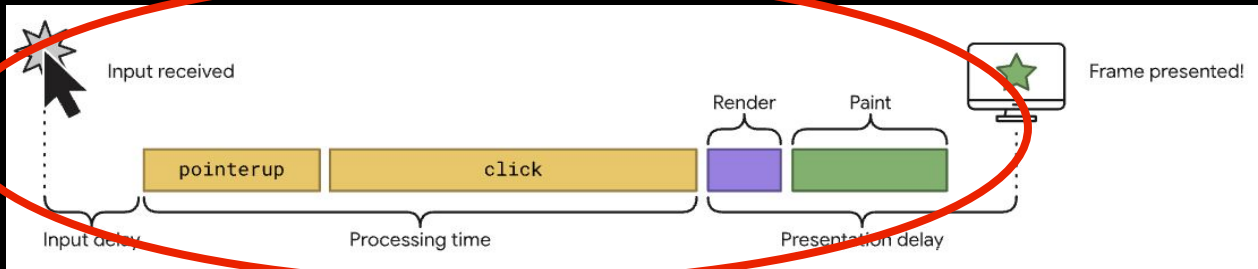 Input received
Frame presented!
Render
Paint
pointerup
click
Input delay
Processing time
Presentation delay